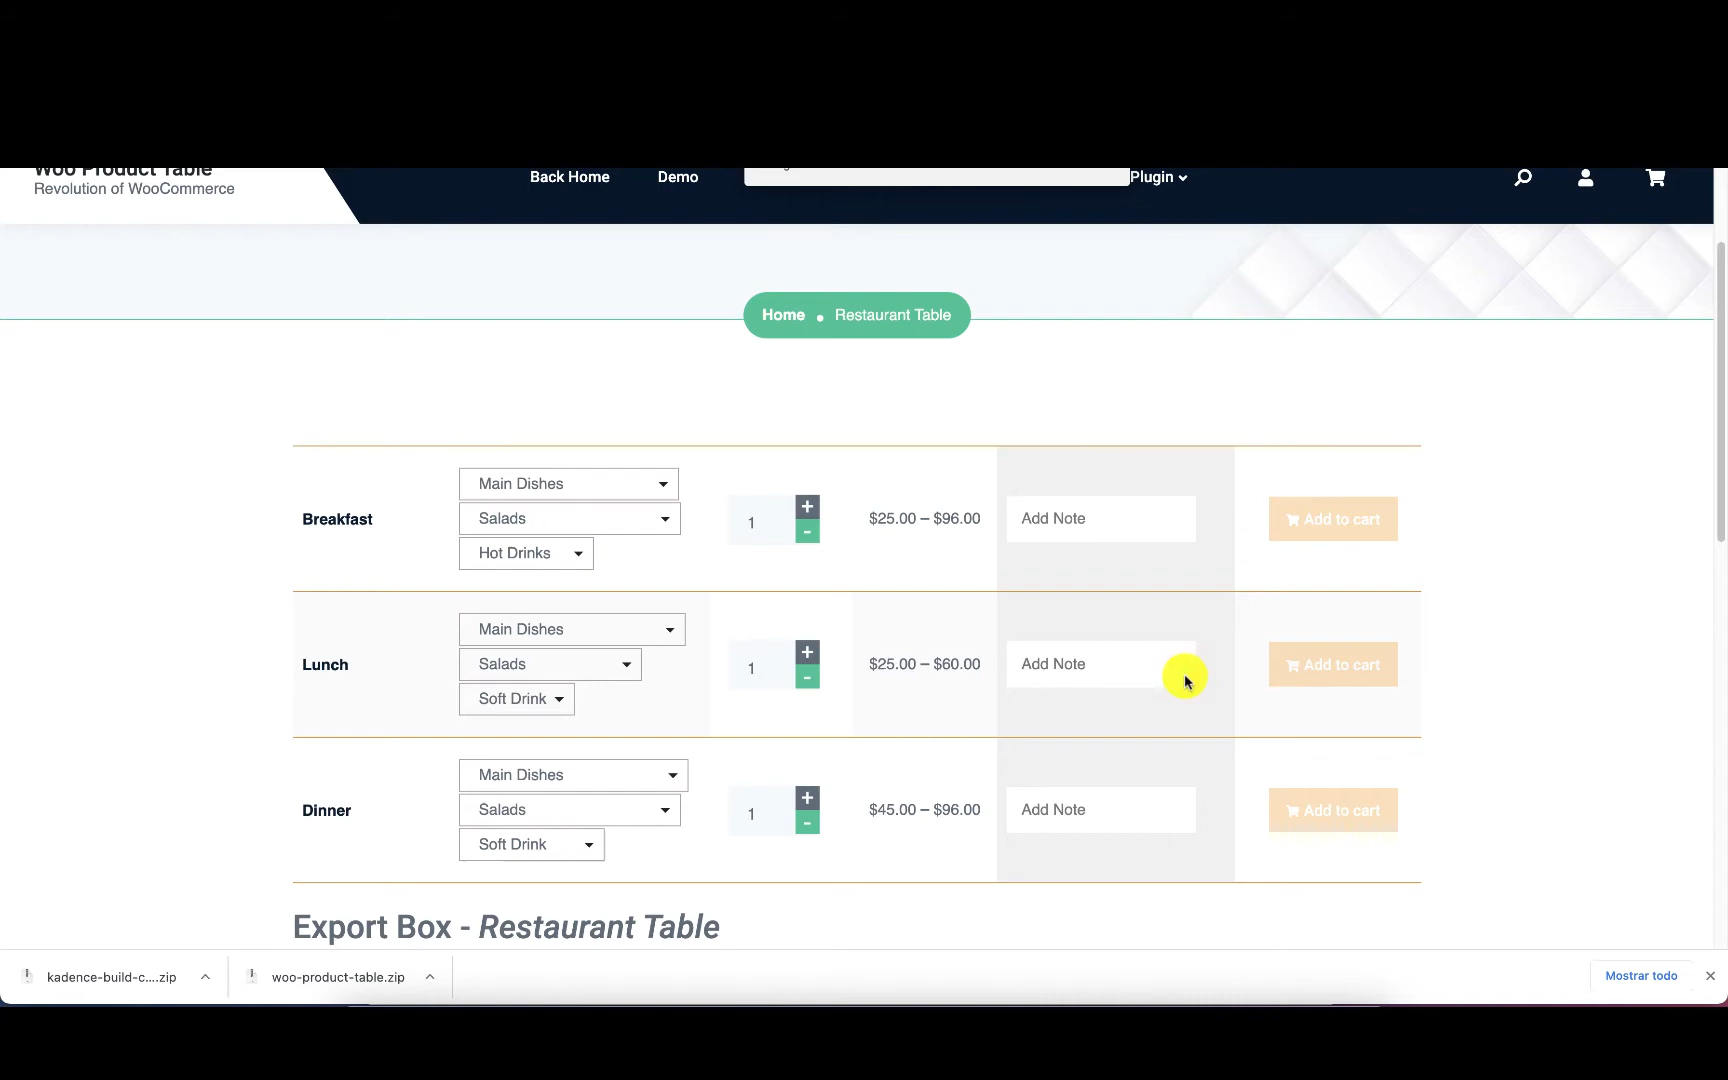 Woo Product Table
Revolution of WooCommerce
Back Home
Demo
Plugin
Home
Restaurant Table
Breakfast
Main Dishes
Salads
Hot Drinks
1
+
-
$25.00 – $96.00
Add Note
Add to cart
Lunch
Main Dishes
Salads
Soft Drink
1
+
-
$25.00 – $60.00
Add Note
Add to cart
Dinner
Main Dishes
Salads
Soft Drink
1
+
-
$45.00 – $96.00
Add Note
Add to cart
Export Box - Restaurant Table
kadence-build-c....zip
woo-product-table.zip
Mostrar todo